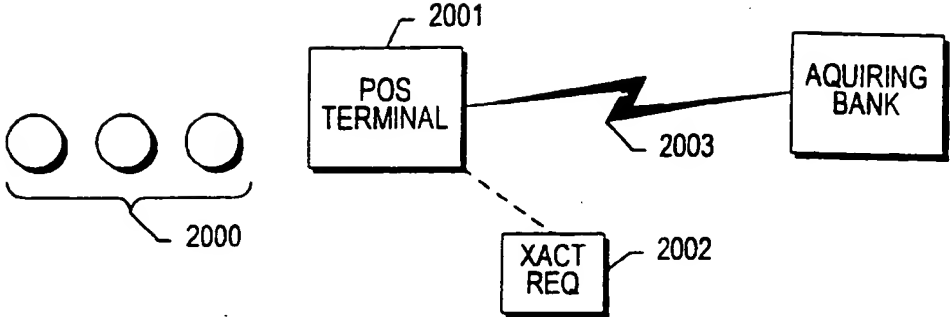 2001
POS
TERMINAL
AQUIRING
BANK
2003
2000
XACT
REQ
2002